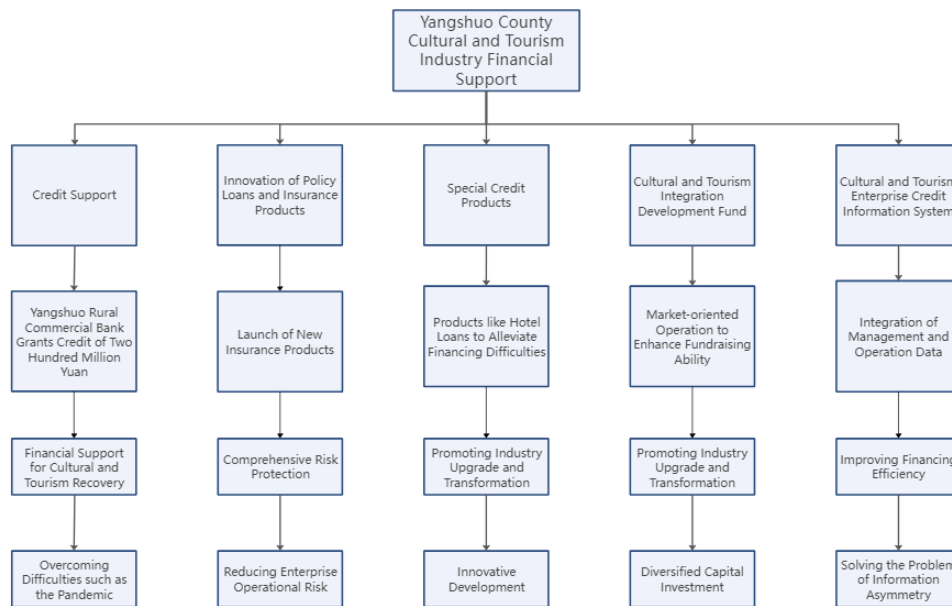 Yangshuo County
Cultural and Tourism
Industry Financial
Support
Credit Support
Innovation of Policy
Loans and Insurance
Products
Special Credit
Products
Cultural and Tourism
Integration
Development Fund
Cultural and Tourism
Enterprise Credit
Information System
Yangshuo Rural
Commercial Bank
Grants Credit of Two
Hundred Million
Yuan
Launch of New
Insurance Products
Products like Hotel
Loans to Alleviate
Financing Difficulties
Market-oriented
Operation to
Enhance Fundraising
Ability
Integration of
Management and
Operation Data
Financial Support
for Cultural and
Tourism Recovery
Comprehensive Risk
Protection
Promoting Industry
Upgrade and
Transformation
Promoting Industry
Upgrade and
Transformation
Improving Financing
Efficiency
Overcoming
Difficulties such as
the Pandemic
Reducing Enterprise
Operational Risk
Innovative
Development
Diversified Capital
Investment
Solving the Problem
of Information
Asymmetry